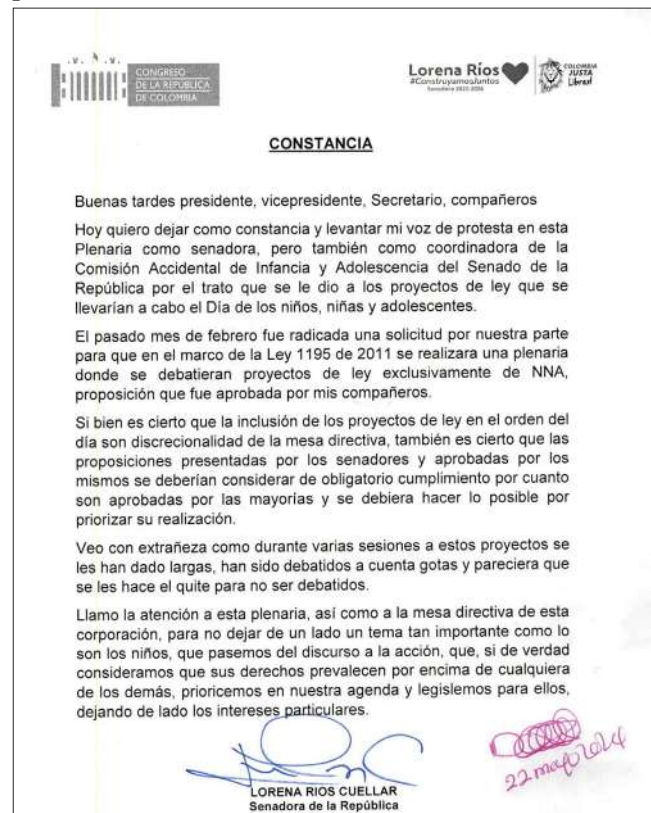 CONGRESO
DE LA REPÚBLICA
DE COLOMBIA
Lorena Ríos
#ConstruyamosJuntos
Senadora 2022-2026
COLOMBIA
JUSTA
Libres
CONSTANCIA
Buenas tardes presidente, vicepresidente, Secretario, compañeros
Hoy quiero dejar como constancia y levantar mi voz de protesta en esta
Plenaria como senadora, pero también como coordinadora de la
Comisión Accidental de Infancia y Adolescencia del Senado de la
República por el trato que se le dio a los proyectos de ley que se
llevarían a cabo el Día de los niños, niñas y adolescentes.
El pasado mes de febrero fue radicada una solicitud por nuestra parte
para que en el marco de la Ley 1195 de 2011 se realizara una plenaria
donde se debatieran proyectos de ley exclusivamente de NNA,
proposición que fue aprobada por mis compañeros.
Si bien es cierto que la inclusión de los proyectos de ley en el orden del
día son discrecionalidad de la mesa directiva, también es cierto que las
proposiciones presentadas por los senadores y aprobadas por los
mismos se deberían considerar de obligatorio cumplimiento por cuanto
son aprobadas por las mayorías y se debiera hacer lo posible por
priorizar su realización.
Veo con extrañeza como durante varias sesiones a estos proyectos se
les han dado largas, han sido debatidos a cuenta gotas y pareciera que
se les hace el quite para no ser debatidos.
Llamo la atención a esta plenaria, así como a la mesa directiva de esta
corporación, para no dejar de un lado un tema tan importante como lo
son los niños, que pasemos del discurso a la acción, que, si de verdad
consideramos que sus derechos prevalecen por encima de cualquiera
de los demás, prioricemos en nuestra agenda y legislemos para ellos,
dejando de lado los intereses particulares.
22 mayo 2024
LORENA RIOS CUELLAR
Senadora de la República